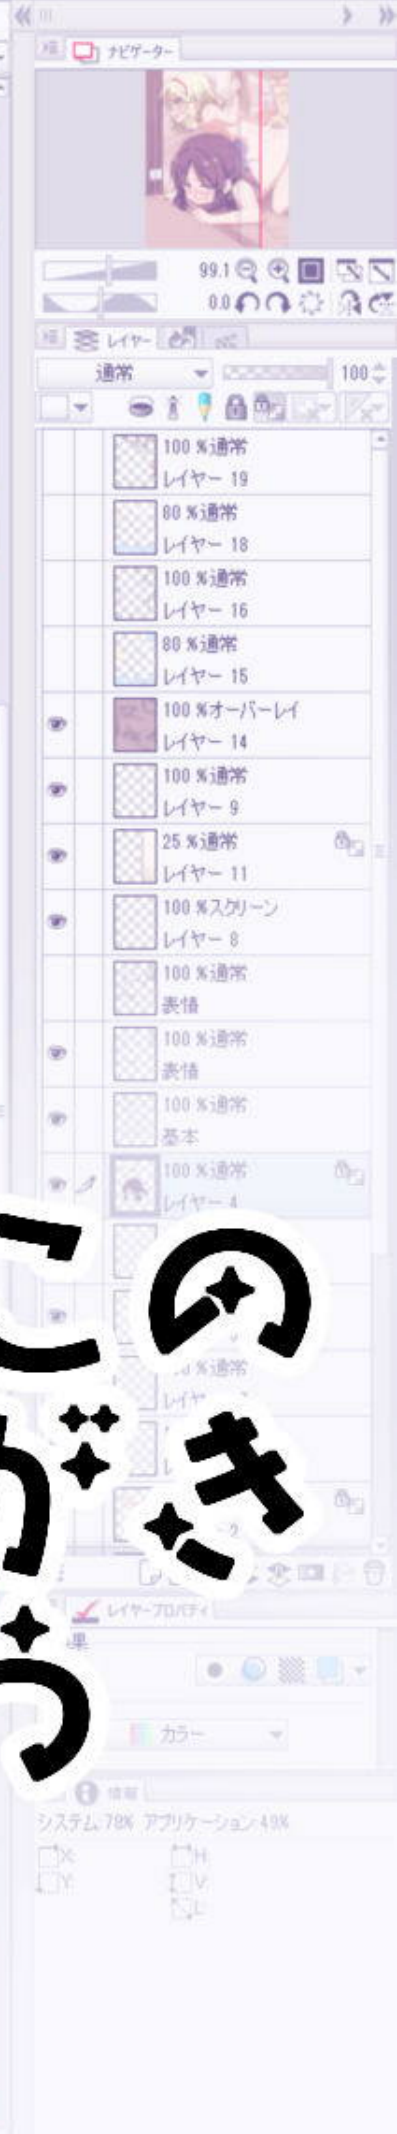 ナビゲーター
99.1
0.0
レイヤー
通常 100
100 %通常
レイヤー 19
80 %通常
レイヤー 18
100 %通常
レイヤー 16
80 %通常
レイヤー 15
100 %オーバーレイ
レイヤー 14
100 %通常
レイヤー 9
25 %通常
レイヤー 11
100 %スクリーン
レイヤー 8
100 %通常
表情
100 %通常
表情
100 %通常
基本
100 %通常
レイヤー 4
この
がき
%通常
レイヤープロパティ
果
カラー
情報
システム:78% アプリケーション:49%
X: H:
Y: V:
L: